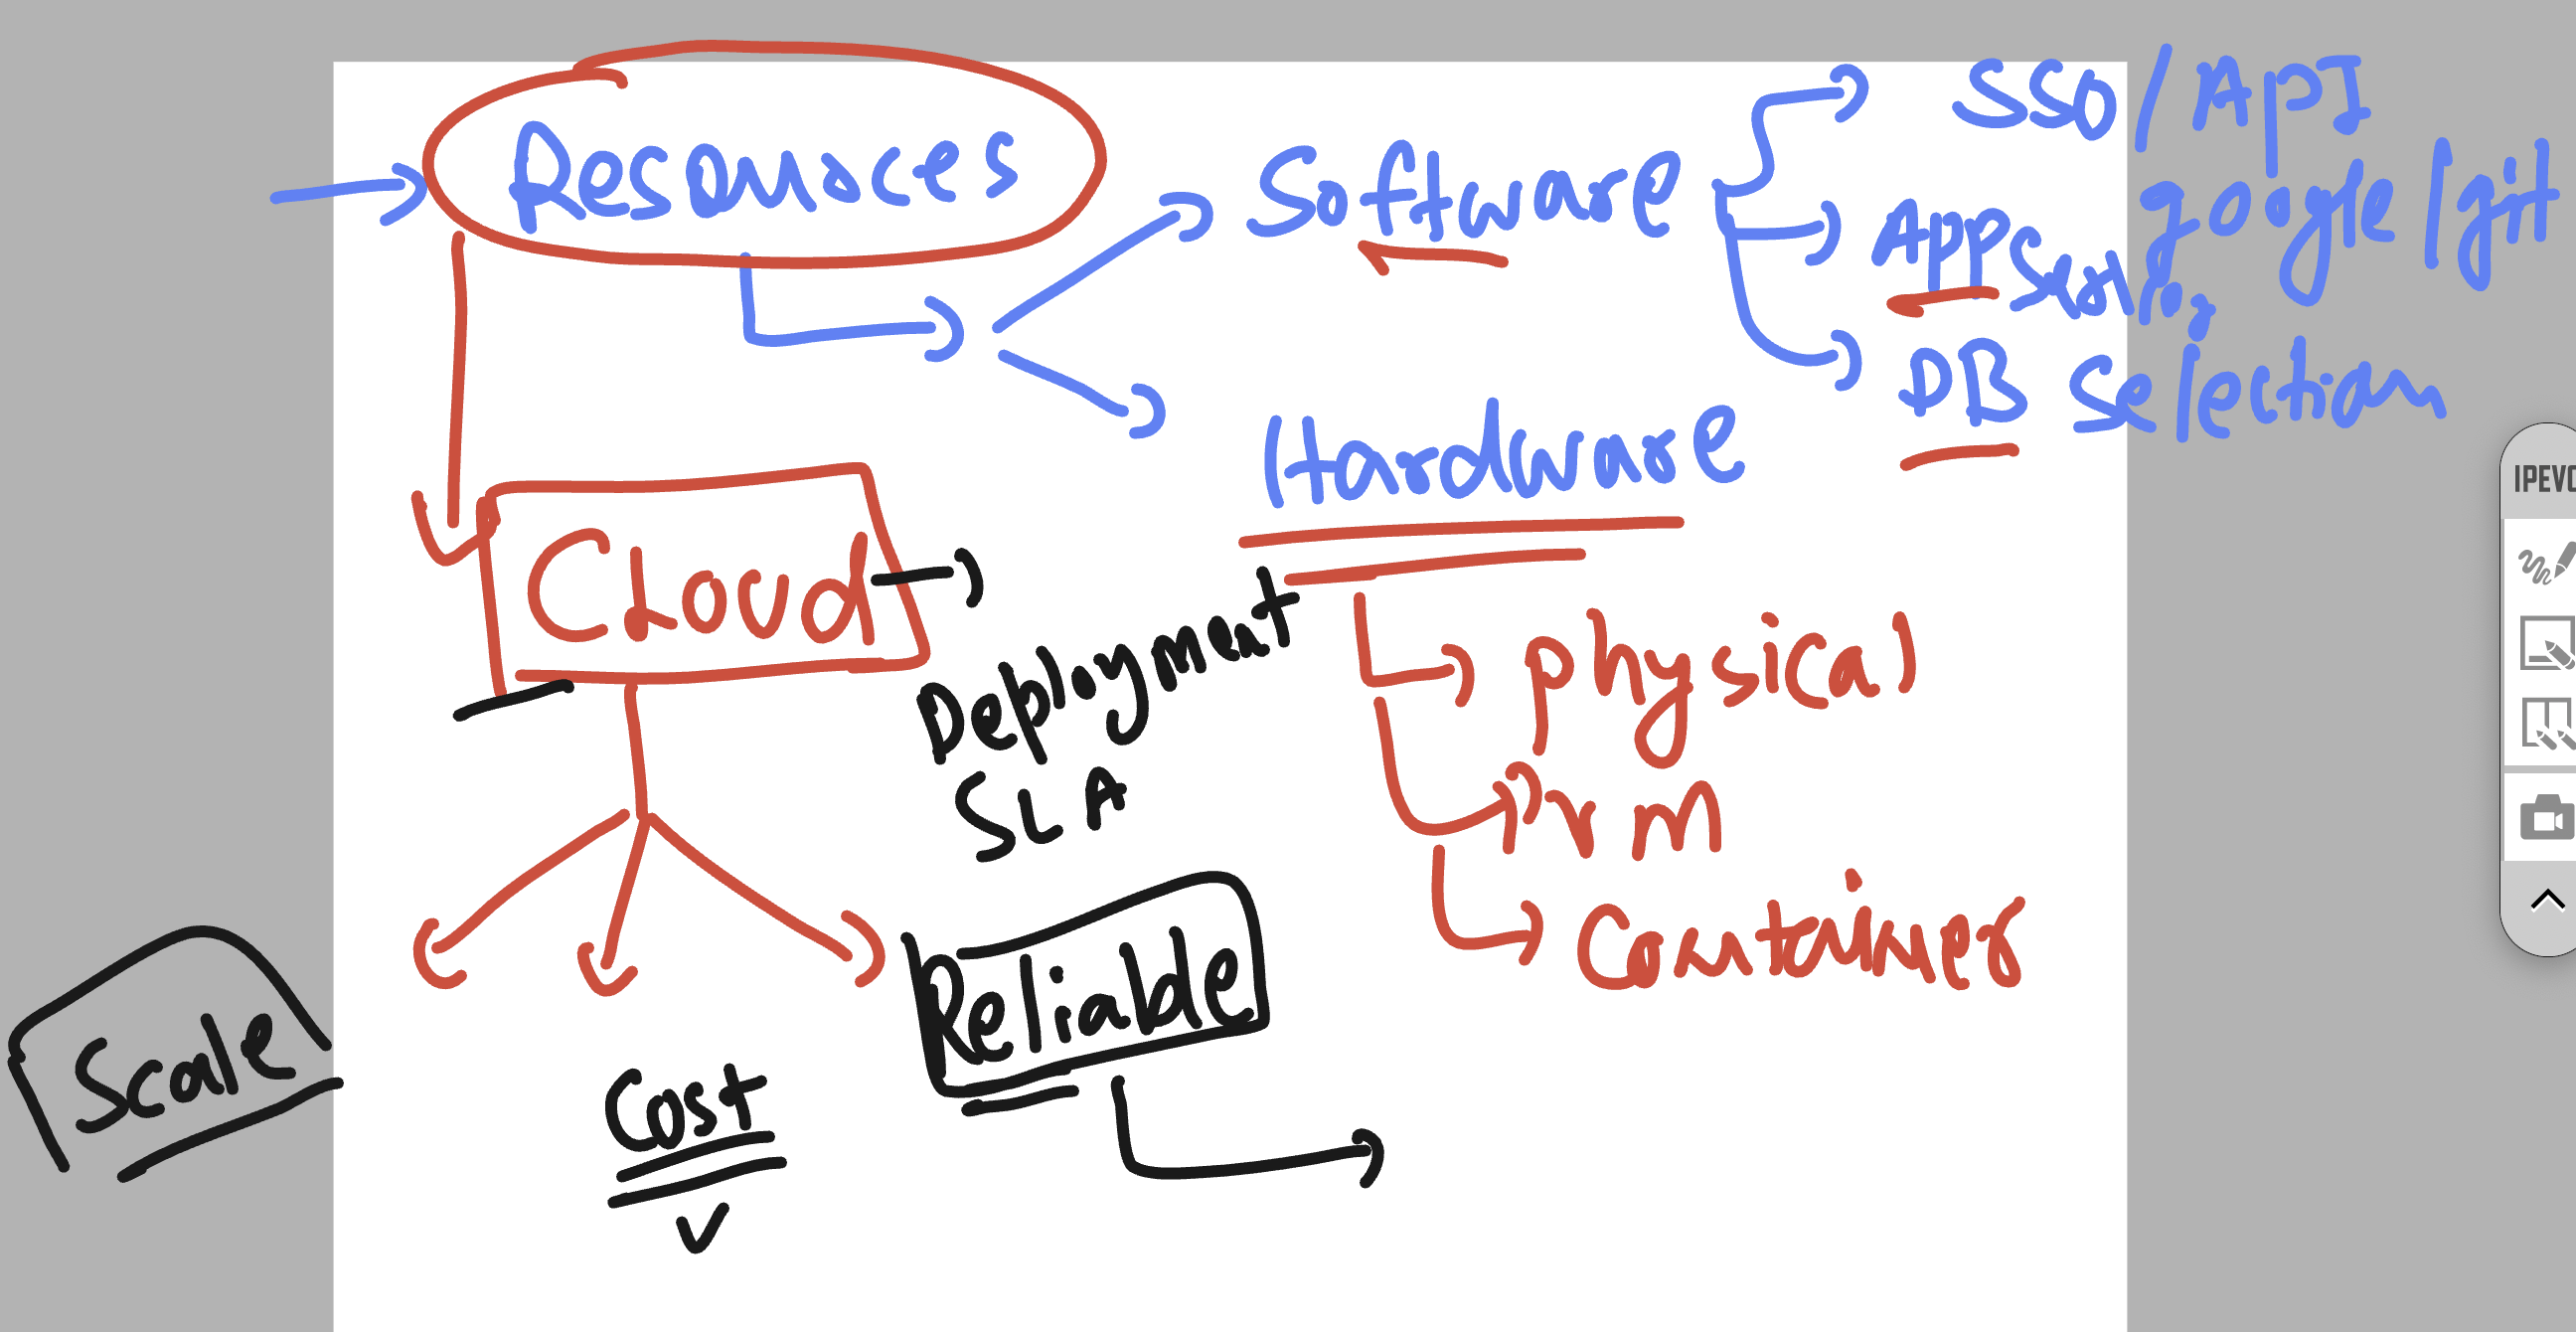 Resources
Software
SSO / API
google / git
App
DB Selection
Hardware
Cloud
Deployment
SLA
physical
vm
Container
Scale
Cost
Reliable
IPEVO